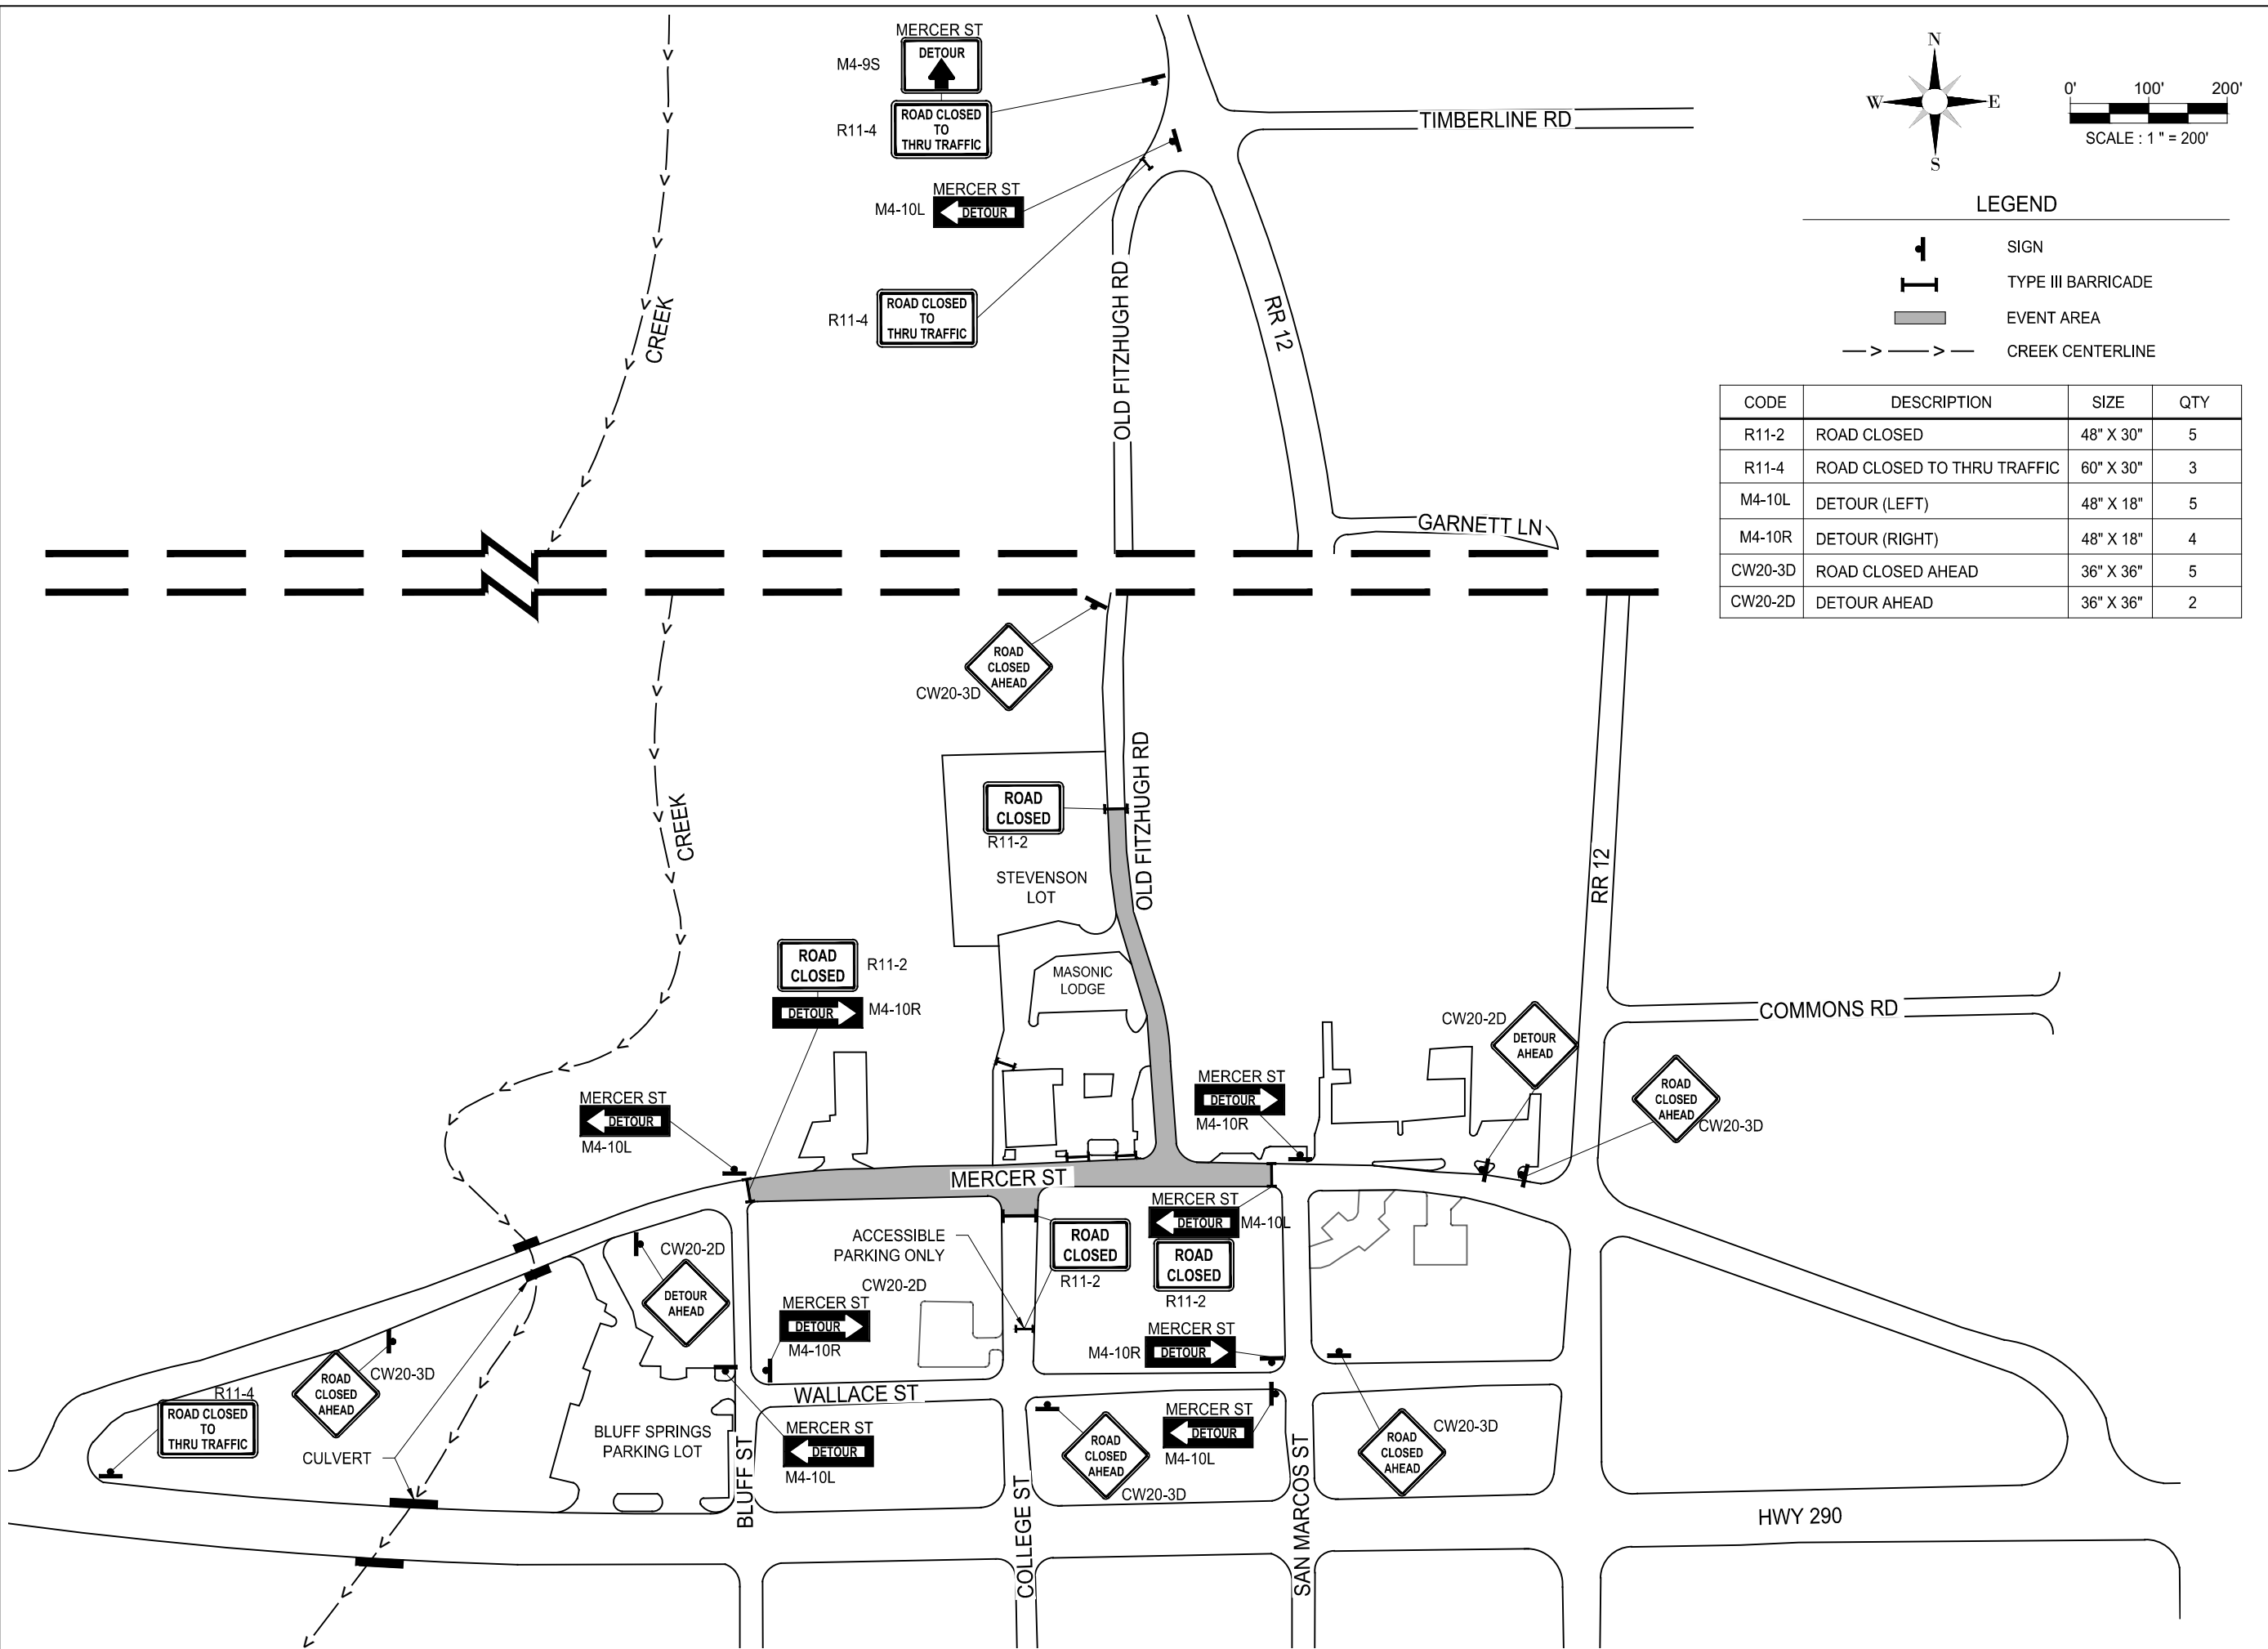 MERCER ST
DETOUR
M4-9S
ROAD CLOSED
TO
THRU TRAFFIC
R11-4
MERCER ST
DETOUR
M4-10L
ROAD CLOSED
TO
THRU TRAFFIC
R11-4
CREEK
OLD FITZHUGH RD
RR 12
TIMBERLINE RD
GARNETT LN
N
W
E
S
0'
100'
200'
SCALE : 1 " = 200'
LEGEND
SIGN
TYPE III BARRICADE
EVENT AREA
CREEK CENTERLINE
CODE DESCRIPTION SIZE QTY
R11-2 ROAD CLOSED 48" X 30" 5
R11-4 ROAD CLOSED TO THRU TRAFFIC 60" X 30" 3
M4-10L DETOUR (LEFT) 48" X 18" 5
M4-10R DETOUR (RIGHT) 48" X 18" 4
CW20-3D ROAD CLOSED AHEAD 36" X 36" 5
CW20-2D DETOUR AHEAD 36" X 36" 2
ROAD
CLOSED
AHEAD
CW20-3D
CREEK
ROAD
CLOSED
R11-2
STEVENSON
LOT
OLD FITZHUGH RD
RR 12
ROAD
CLOSED
R11-2
DETOUR
M4-10R
MASONIC
LODGE
COMMONS RD
CW20-2D
DETOUR
AHEAD
ROAD
CLOSED
AHEAD
CW20-3D
MERCER ST
DETOUR
M4-10L
MERCER ST
DETOUR
M4-10R
MERCER ST
MERCER ST
DETOUR
M4-10L
ROAD
CLOSED
R11-2
ACCESSIBLE
PARKING ONLY
ROAD
CLOSED
R11-2
CW20-2D
DETOUR
AHEAD
CW20-2D
MERCER ST
DETOUR
M4-10R
MERCER ST
DETOUR
M4-10R
ROAD
CLOSED
AHEAD
CW20-3D
R11-4
ROAD CLOSED
TO
THRU TRAFFIC
CULVERT
BLUFF SPRINGS
PARKING LOT
WALLACE ST
MERCER ST
DETOUR
M4-10L
BLUFF ST
ROAD
CLOSED
AHEAD
CW20-3D
MERCER ST
DETOUR
M4-10L
ROAD
CLOSED
AHEAD
CW20-3D
COLLEGE ST
SAN MARCOS ST
HWY 290